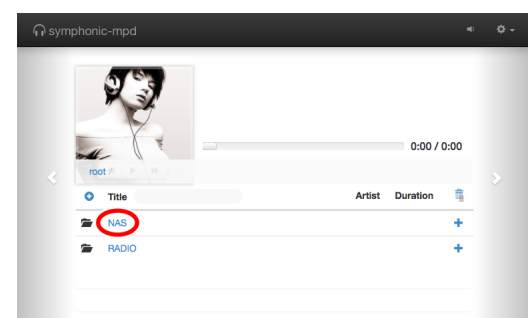 symphonic-mpd
0:00 / 0:00
root
Title Artist Duration
NAS
RADIO